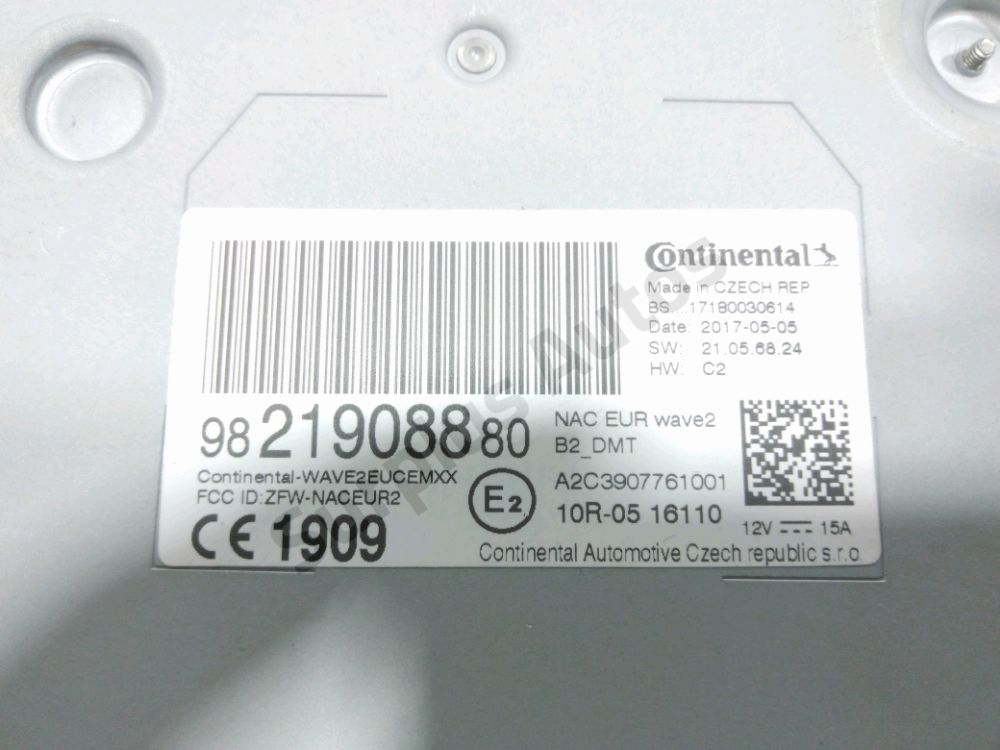 Continental
Made in CZECH REP
BS....17180030614
Date: 2017-05-05
SW: 21.05.68.24
HW: C2
98 219088 80
NAC EUR wave2
B2_DMT
Continental-WAVE2EUCEMXX
FCC ID:ZFW-NACEUR2
E2
A2C3907761001
10R-05 16110
12V 15A
CE 1909
Continental Automotive Czech republic s.r.o.
Surplus Autos